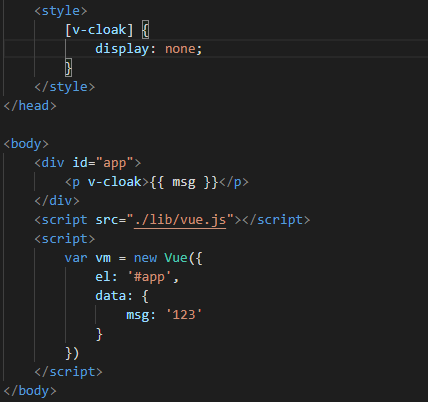 <style>
[v-cloak] {
display: none;
}
</style>
</head>
<body>
<div id="app">
<p v-cloak>{{ msg }}</p>
</div>
<script src="./lib/vue.js"></script>
<script>
var vm = new Vue({
el: '#app',
data: {
msg: '123'
}
})
</script>
</body>